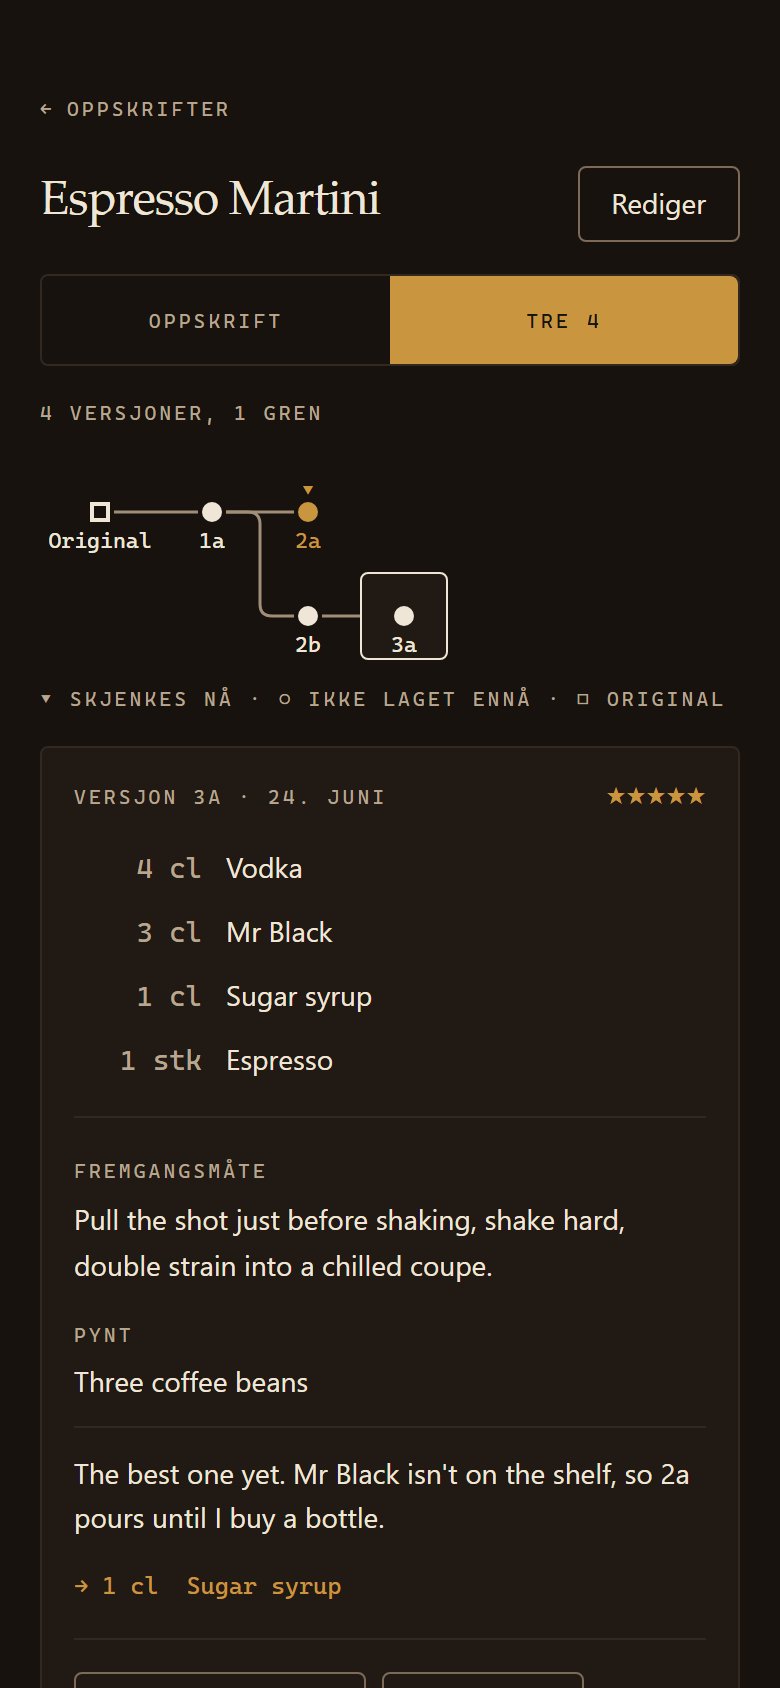 ← OPPSKRIFTER
Espresso Martini
Rediger
OPPSKRIFT
TRE 4
4 VERSJONER, 1 GREN
▼
Original 1a 2a
2b 3a
▼ SKJENKES NÅ · ○ IKKE LAGET ENNÅ · □ ORIGINAL
VERSJON 3A · 24. JUNI ★★★★★
4 cl Vodka
3 cl Mr Black
1 cl Sugar syrup
1 stk Espresso
FREMGANGSMÅTE
Pull the shot just before shaking, shake hard,
double strain into a chilled coupe.
PYNT
Three coffee beans
The best one yet. Mr Black isn't on the shelf, so 2a
pours until I buy a bottle.
→ 1 cl Sugar syrup